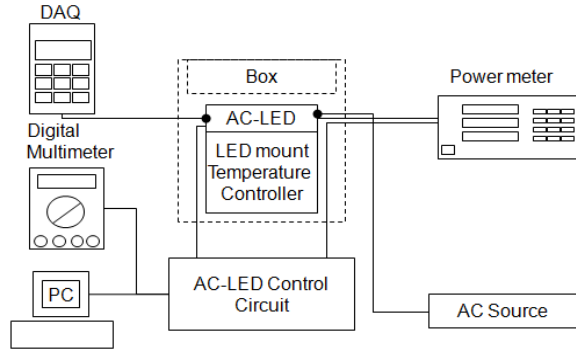 DAQ
Box
Power meter
AC-LED
Digital
Multimeter
LED mount
Temperature
Controller
PC
AC-LED Control
Circuit
AC Source